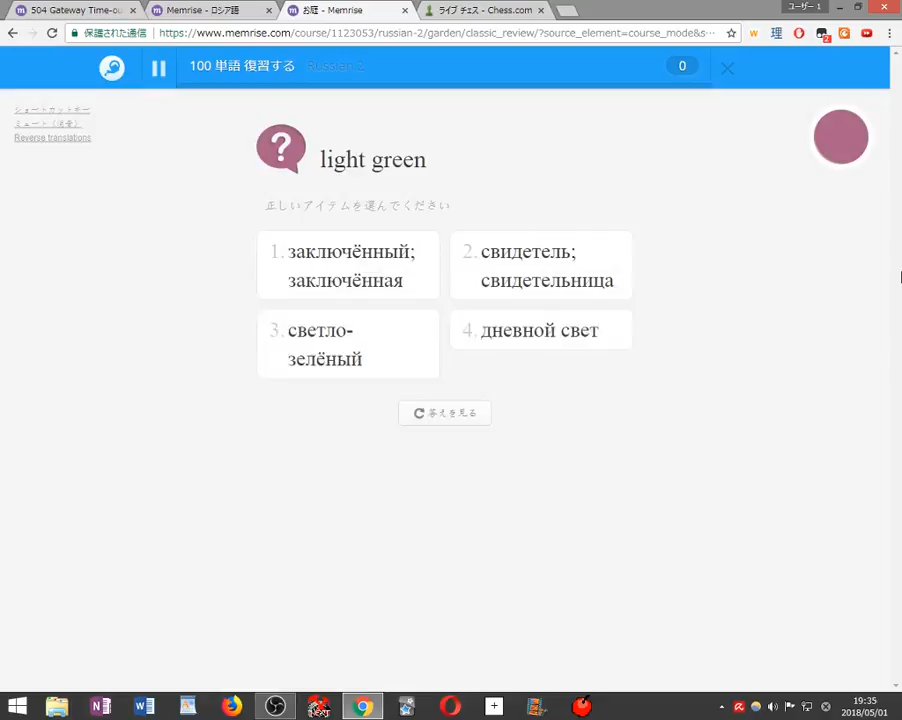 504 Gateway Time-ou
Memrise - ロシア語
お庭 - Memrise
ライブ チェス - Chess.com
ユーザー 1
保護された通信
https://www.memrise.com/course/1123053/russian-2/garden/classic_review/?source_element=course_mode&s…
100 単語 復習する Russian 2
0
ショートカットキー
ミュート（消音）
Reverse translations
light green
正しいアイテムを選んでください
1. заключённый;
заключённая
2. свидетель;
свидетельница
3. светло-
зелёный
4. дневной свет
答えを見る
19:35
2018/05/01